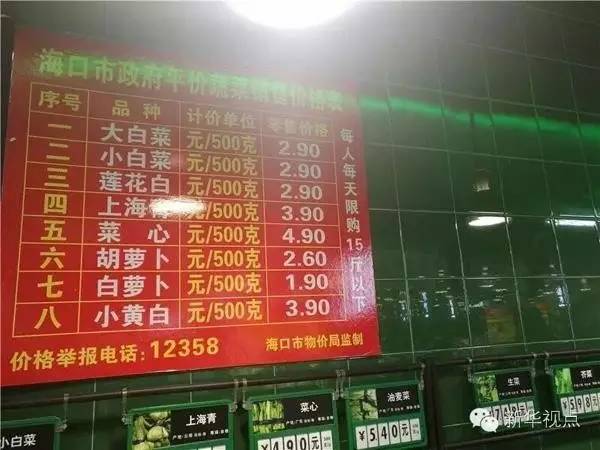 海口市政府平价蔬菜销售价格表
序号 品种 计价单位 零售价格
一 大白菜 元/500克 2.90
二 小白菜 元/500克 2.90
三 莲花白 元/500克 2.90
四 上海青 元/500克 3.90
五 菜心 元/500克 4.90
六 胡萝卜 元/500克 2.60
七 白萝卜 元/500克 1.90
八 小黄白 元/500克 3.90
每人每天限购15斤以下
价格举报电话:12358 海口市物价局监制
小白菜
上海青
菜心
4.90
油麦菜
5.40
生菜
芥菜
5.98
新华视点